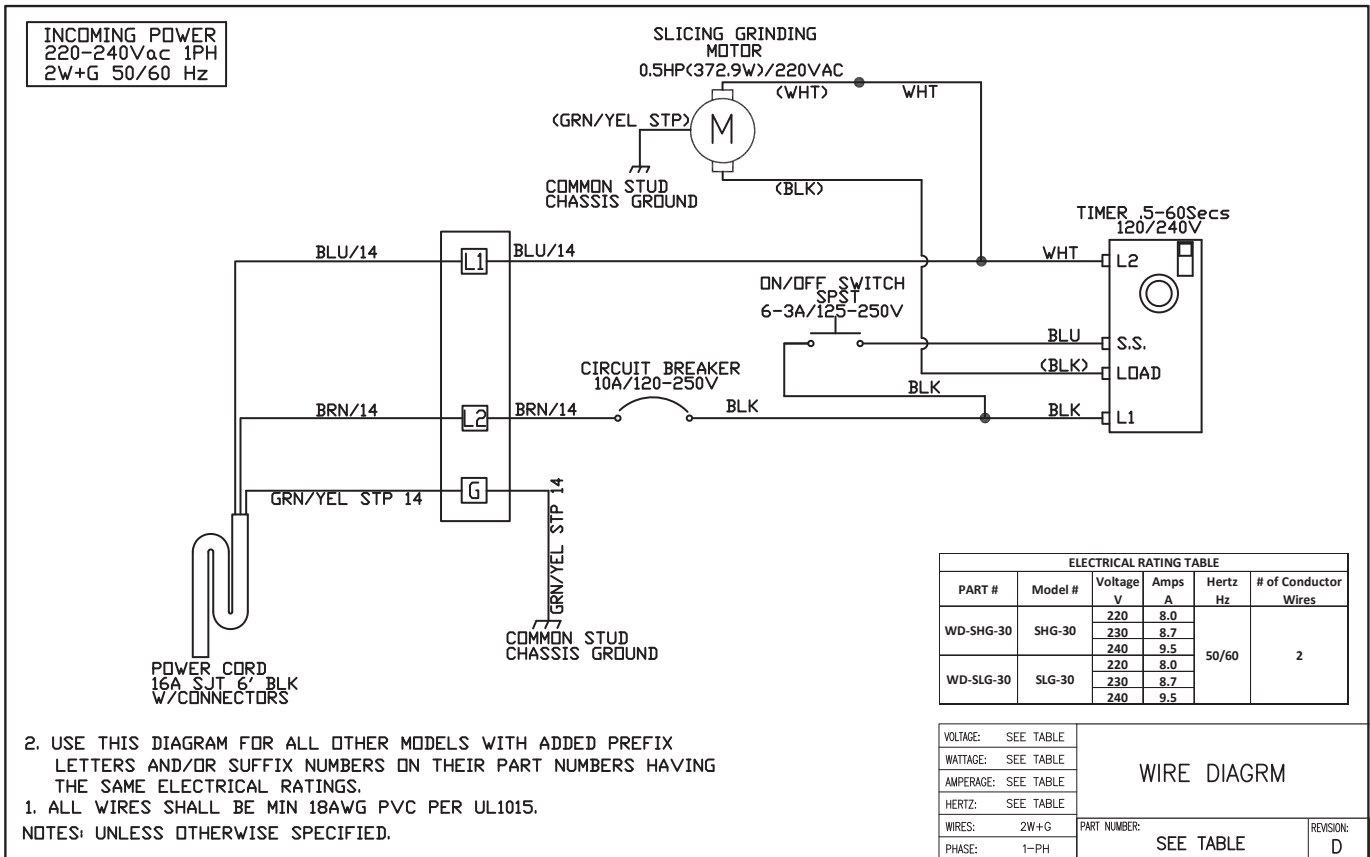 INCOMING POWER
220-240Vac 1PH
2W+G 50/60 Hz
SLICING GRINDING
MOTOR
0.5HP(372.9W)/220VAC
(WHT)
WHT
(GRN/YEL STP)
M
COMMON STUD
CHASSIS GROUND
(BLK)
TIMER .5-60Secs
120/240V
BLU/14
L1
BLU/14
WHT
L2
ON/OFF SWITCH
SPST
6-3A/125-250V
BLU
S.S.
(BLK)
LOAD
CIRCUIT BREAKER
10A/120-250V
BLK
BRN/14
L2
BRN/14
BLK
BLK
L1
GRN/YEL STP 14
G
GRN/YEL STP 14
COMMON STUD
CHASSIS GROUND
POWER CORD
16A SJT 6' BLK
W/CONNECTORS
ELECTRICAL RATING TABLE
PART # Model # Voltage Amps Hertz # of Conductor
V A Hz Wires
220 8.0
WD-SHG-30 SHG-30 230 8.7
240 9.5
50/60 2
220 8.0
WD-SLG-30 SLG-30 230 8.7
240 9.5
2. USE THIS DIAGRAM FOR ALL OTHER MODELS WITH ADDED PREFIX
LETTERS AND/OR SUFFIX NUMBERS ON THEIR PART NUMBERS HAVING
THE SAME ELECTRICAL RATINGS.
1. ALL WIRES SHALL BE MIN 18AWG PVC PER UL1015.
NOTES: UNLESS OTHERWISE SPECIFIED.
VOLTAGE: SEE TABLE
WATTAGE: SEE TABLE
AMPERAGE: SEE TABLE
HERTZ: SEE TABLE
WIRES: 2W+G
PHASE: 1-PH
WIRE DIAGRM
PART NUMBER:
SEE TABLE
REVISION:
D